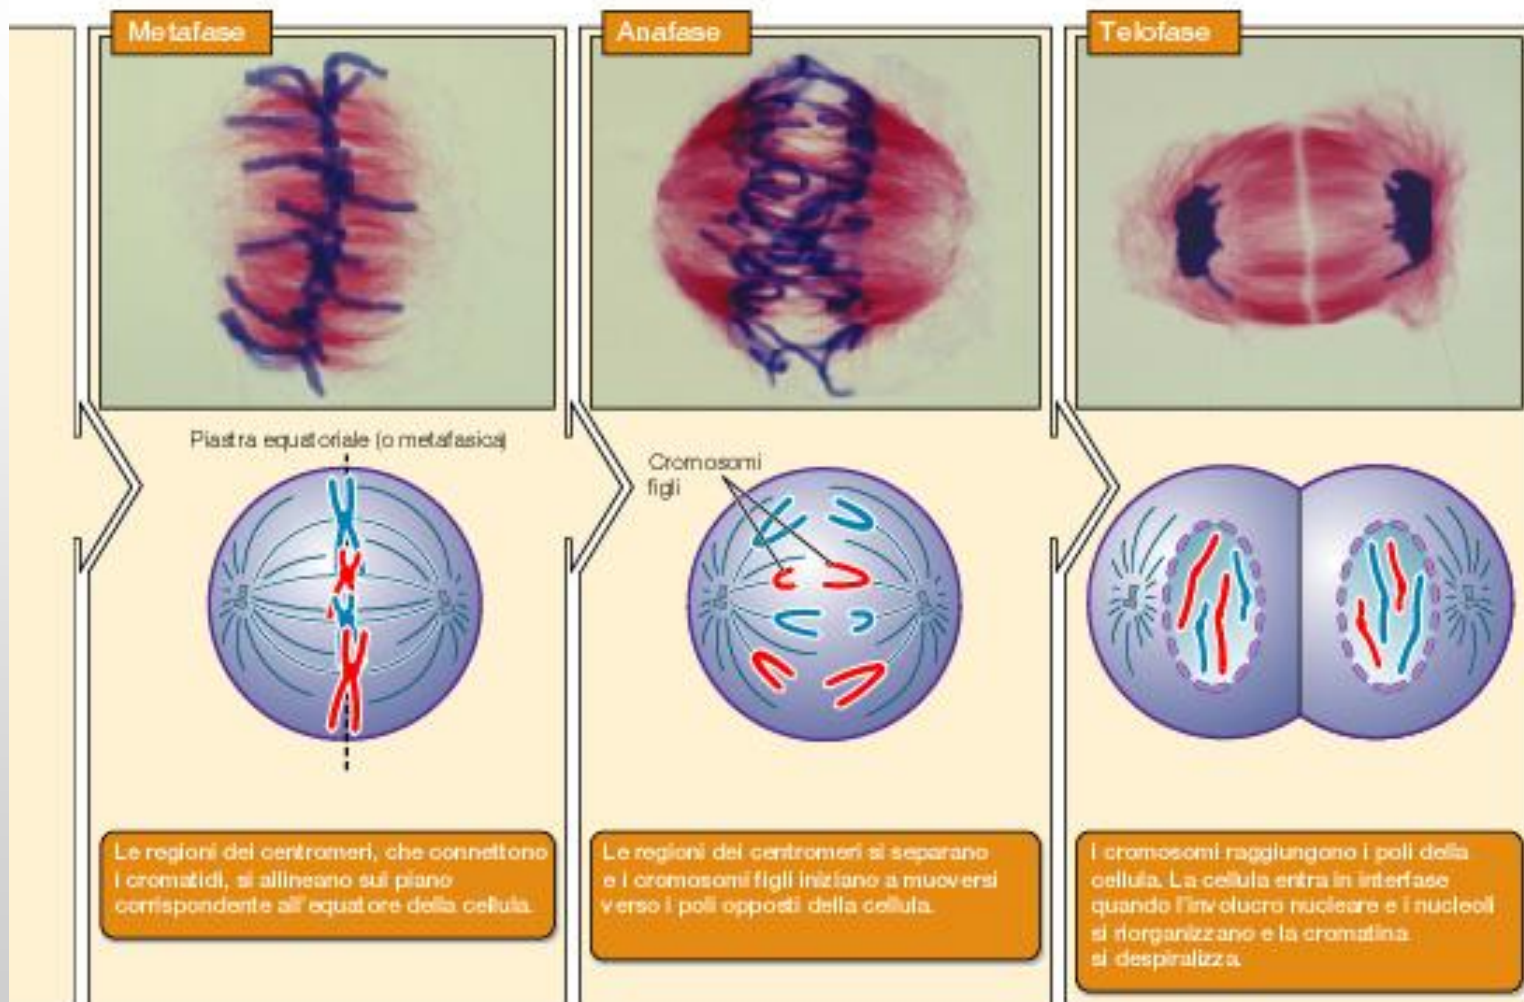 Metafase
Anafase
Telofase
Piastra equatoriale (o metafasica)
Cromosomi
figli
Le regioni dei centromeri, che connettono
i cromatidi, si allineano sul piano
corrispondente all'equatore della cellula.
Le regioni dei centromeri si separano
e i cromosomi figli iniziano a muoversi
verso i poli opposti della cellula.
I cromosomi raggiungono i poli della
cellula. La cellula entra in interfase
quando l'involucro nucleare e i nucleoli
si riorganizzano e la cromatina
si despiralizza.